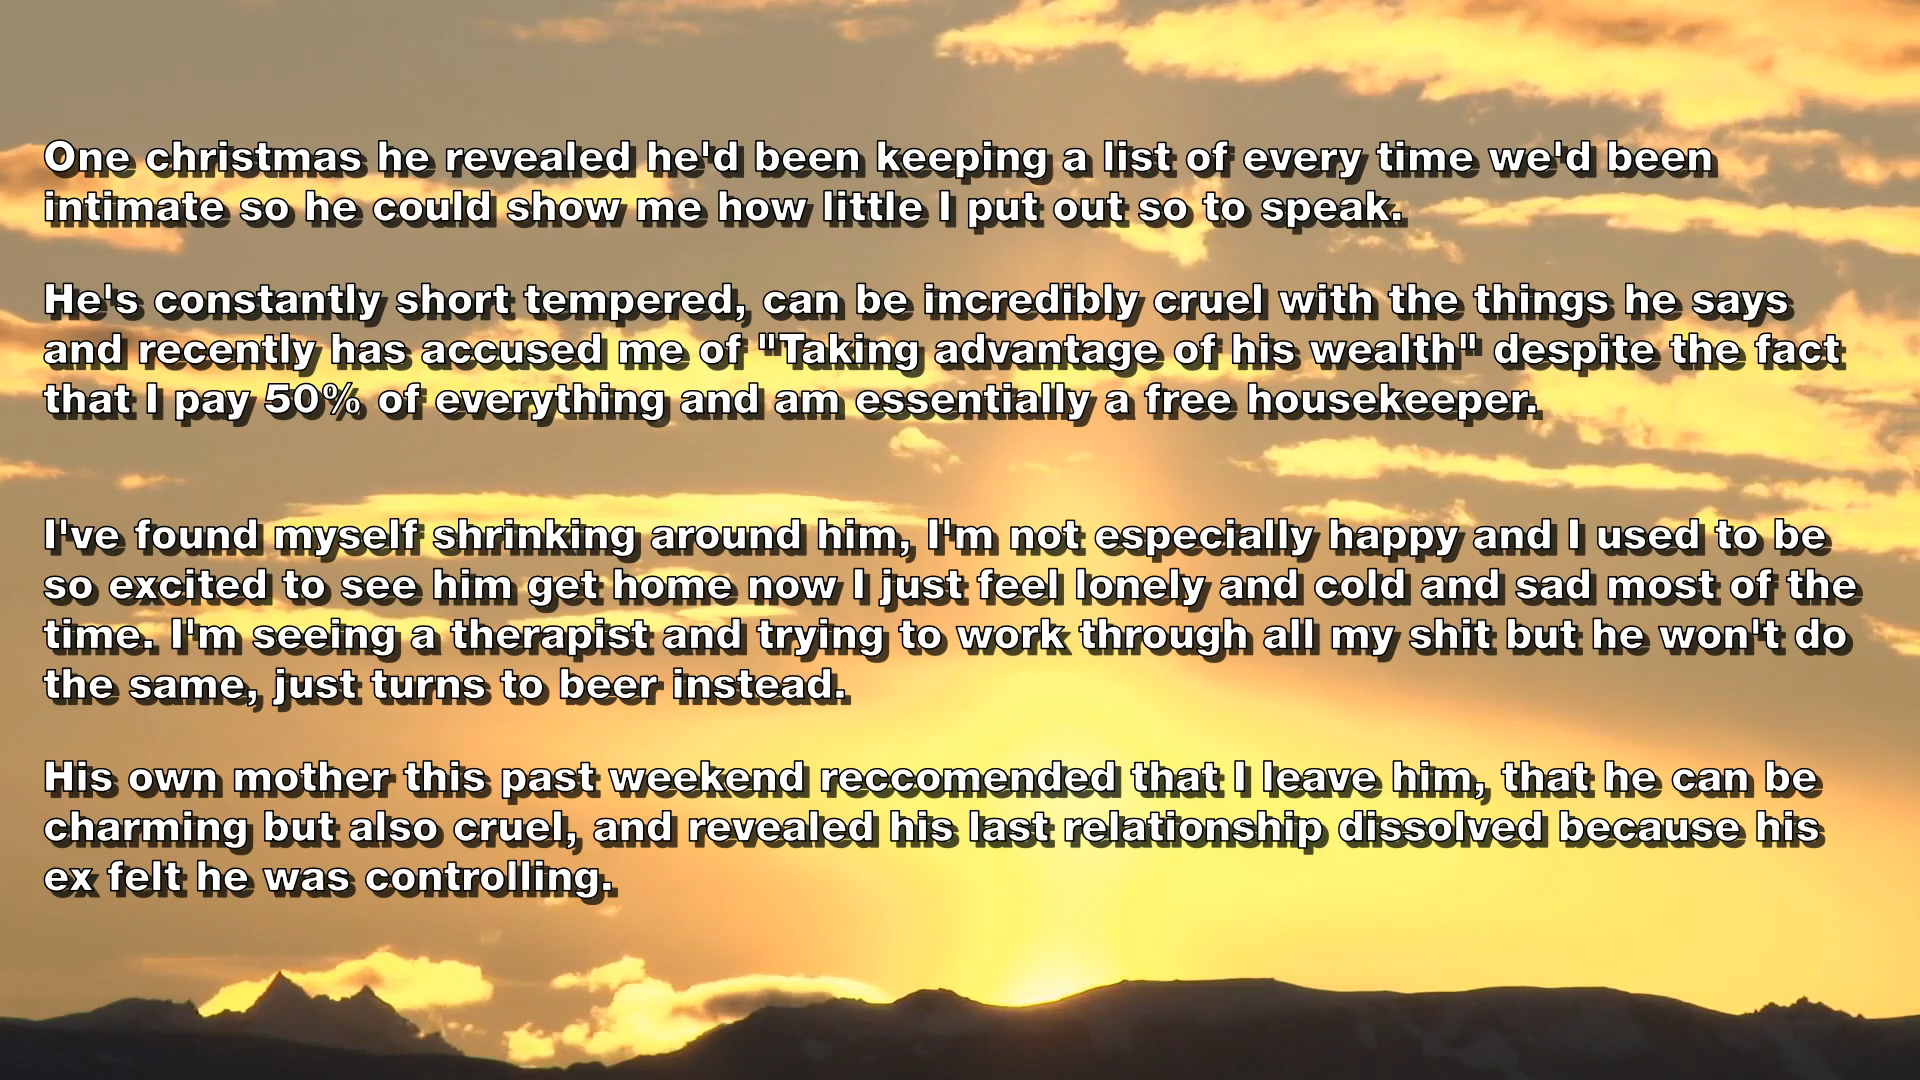 One christmas he revealed he'd been keeping a list of every time we'd been
intimate so he could show me how little I put out so to speak.
He's constantly short tempered, can be incredibly cruel with the things he says
and recently has accused me of "Taking advantage of his wealth" despite the fact
that I pay 50% of everything and am essentially a free housekeeper.
I've found myself shrinking around him, I'm not especially happy and I used to be
so excited to see him get home now I just feel lonely and cold and sad most of the
time. I'm seeing a therapist and trying to work through all my shit but he won't do
the same, just turns to beer instead.
His own mother this past weekend reccomended that I leave him, that he can be
charming but also cruel, and revealed his last relationship dissolved because his
ex felt he was controlling.